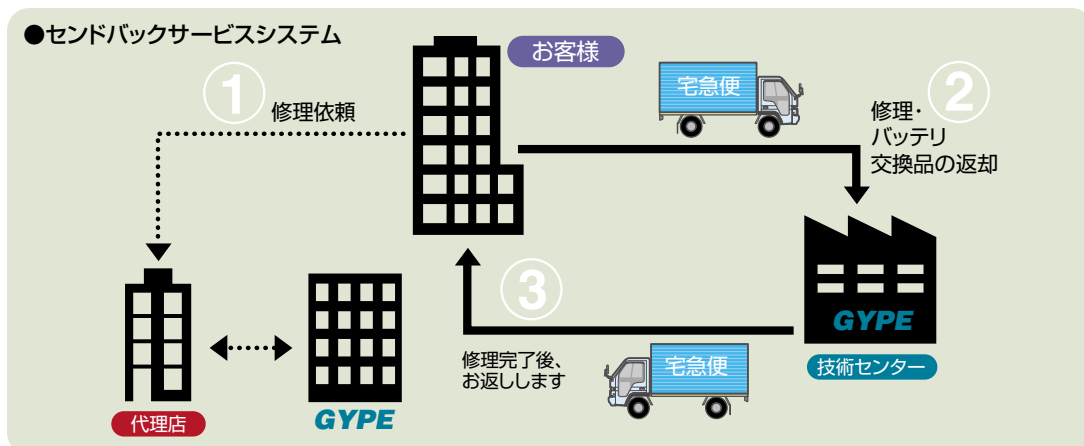 ●センドバックサービスシステム
お客様
1
修理依頼
宅急便
2
修理・
バッテリ
交換品の返却
3
修理完了後、
お返しします
宅急便
GYPE
技術センター
代理店
GYPE